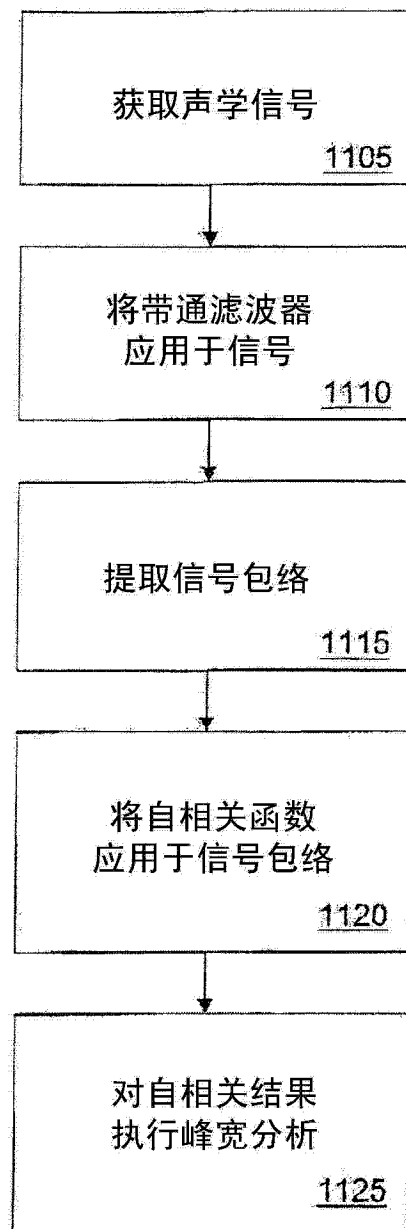 获取声学信号
1105
将带通滤波器
应用于信号
1110
提取信号包络
1115
将自相关函数
应用于信号包络
1120
对自相关结果
执行峰宽分析
1125